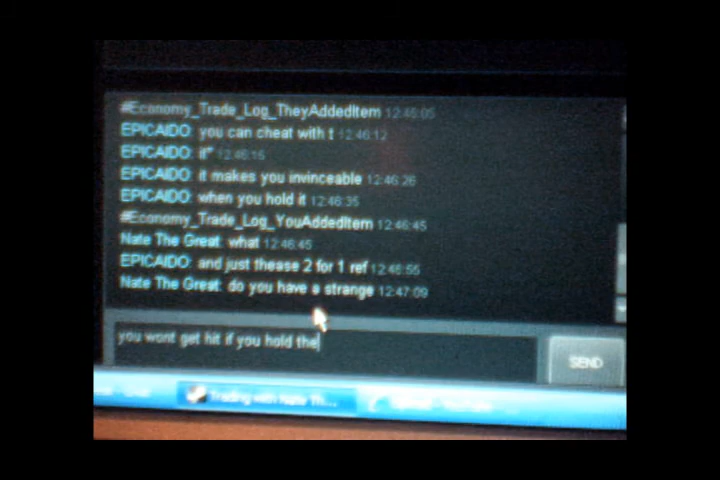 #Economy_Trade_Log_TheyAddedItem 12:46:05
EPICAIDO: you can cheat with t 12:46:12
EPICAIDO: it* 12:46:15
EPICAIDO: it makes you invinceable 12:46:26
EPICAIDO: when you hold it 12:46:35
#Economy_Trade_Log_YouAddedItem 12:46:45
Nate The Great: what 12:46:45
EPICAIDO: and just thease 2 for 1 ref 12:46:55
Nate The Great: do you have a strange 12:47:09
you wont get hit if you hold the
SEND
Trading with Nate Th...